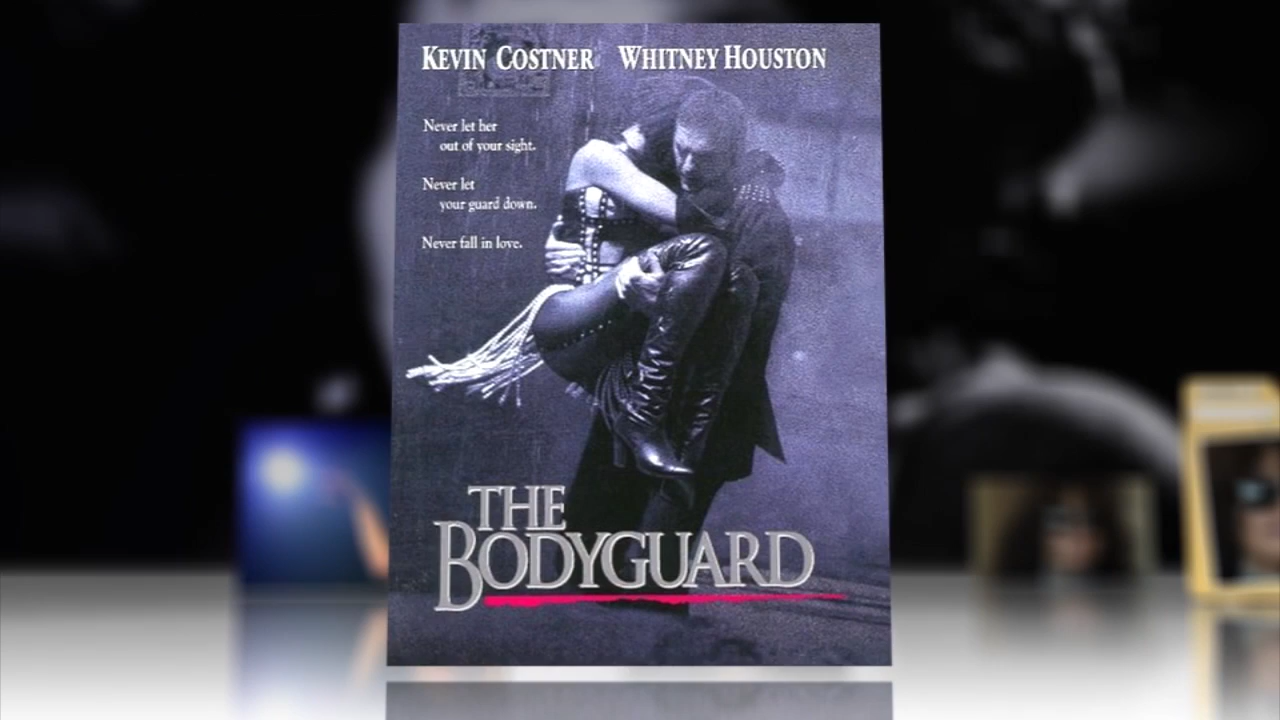 KEVIN COSTNER WHITNEY HOUSTON
Never let her
out of your sight.
Never let
your guard down.
Never fall in love.
THE
BODYGUARD